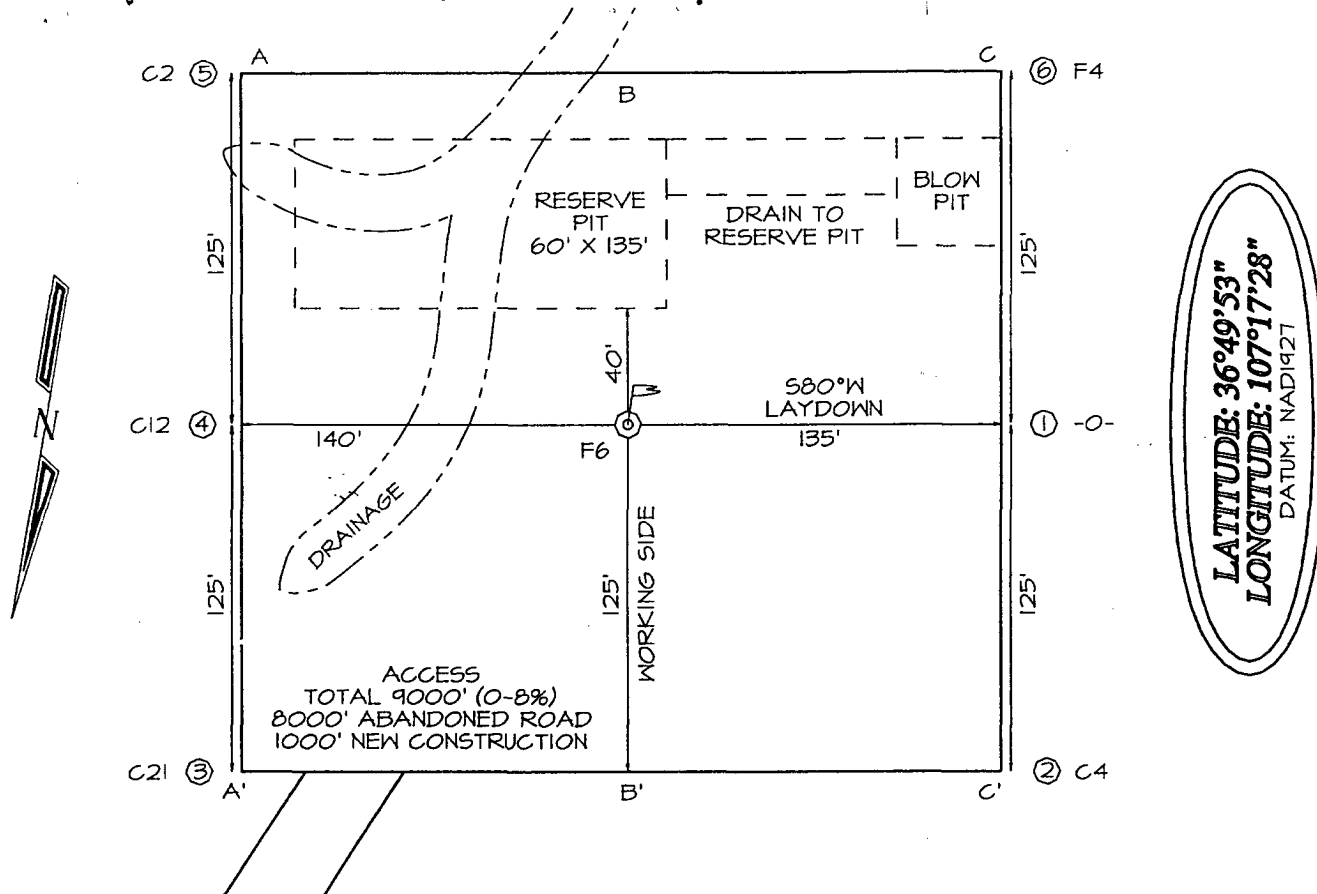 A
C
C2 ⑤
⑥ F4
B
BLOW
PIT
RESERVE
PIT
60' X 135'
DRAIN TO
RESERVE PIT
125'
125'
40'
S80°W
LAYDOWN
N
C12 ④
140'
135'
① -0-
F6
LATITUDE: 36°49'53"
LONGITUDE: 107°17'28"
DATUM: NAD1927
DRAINAGE
125'
125'
WORKING SIDE
125'
ACCESS
TOTAL 9000' (0-8%)
8000' ABANDONED ROAD
1000' NEW CONSTRUCTION
C21 ③
② C4
A'
B'
C'